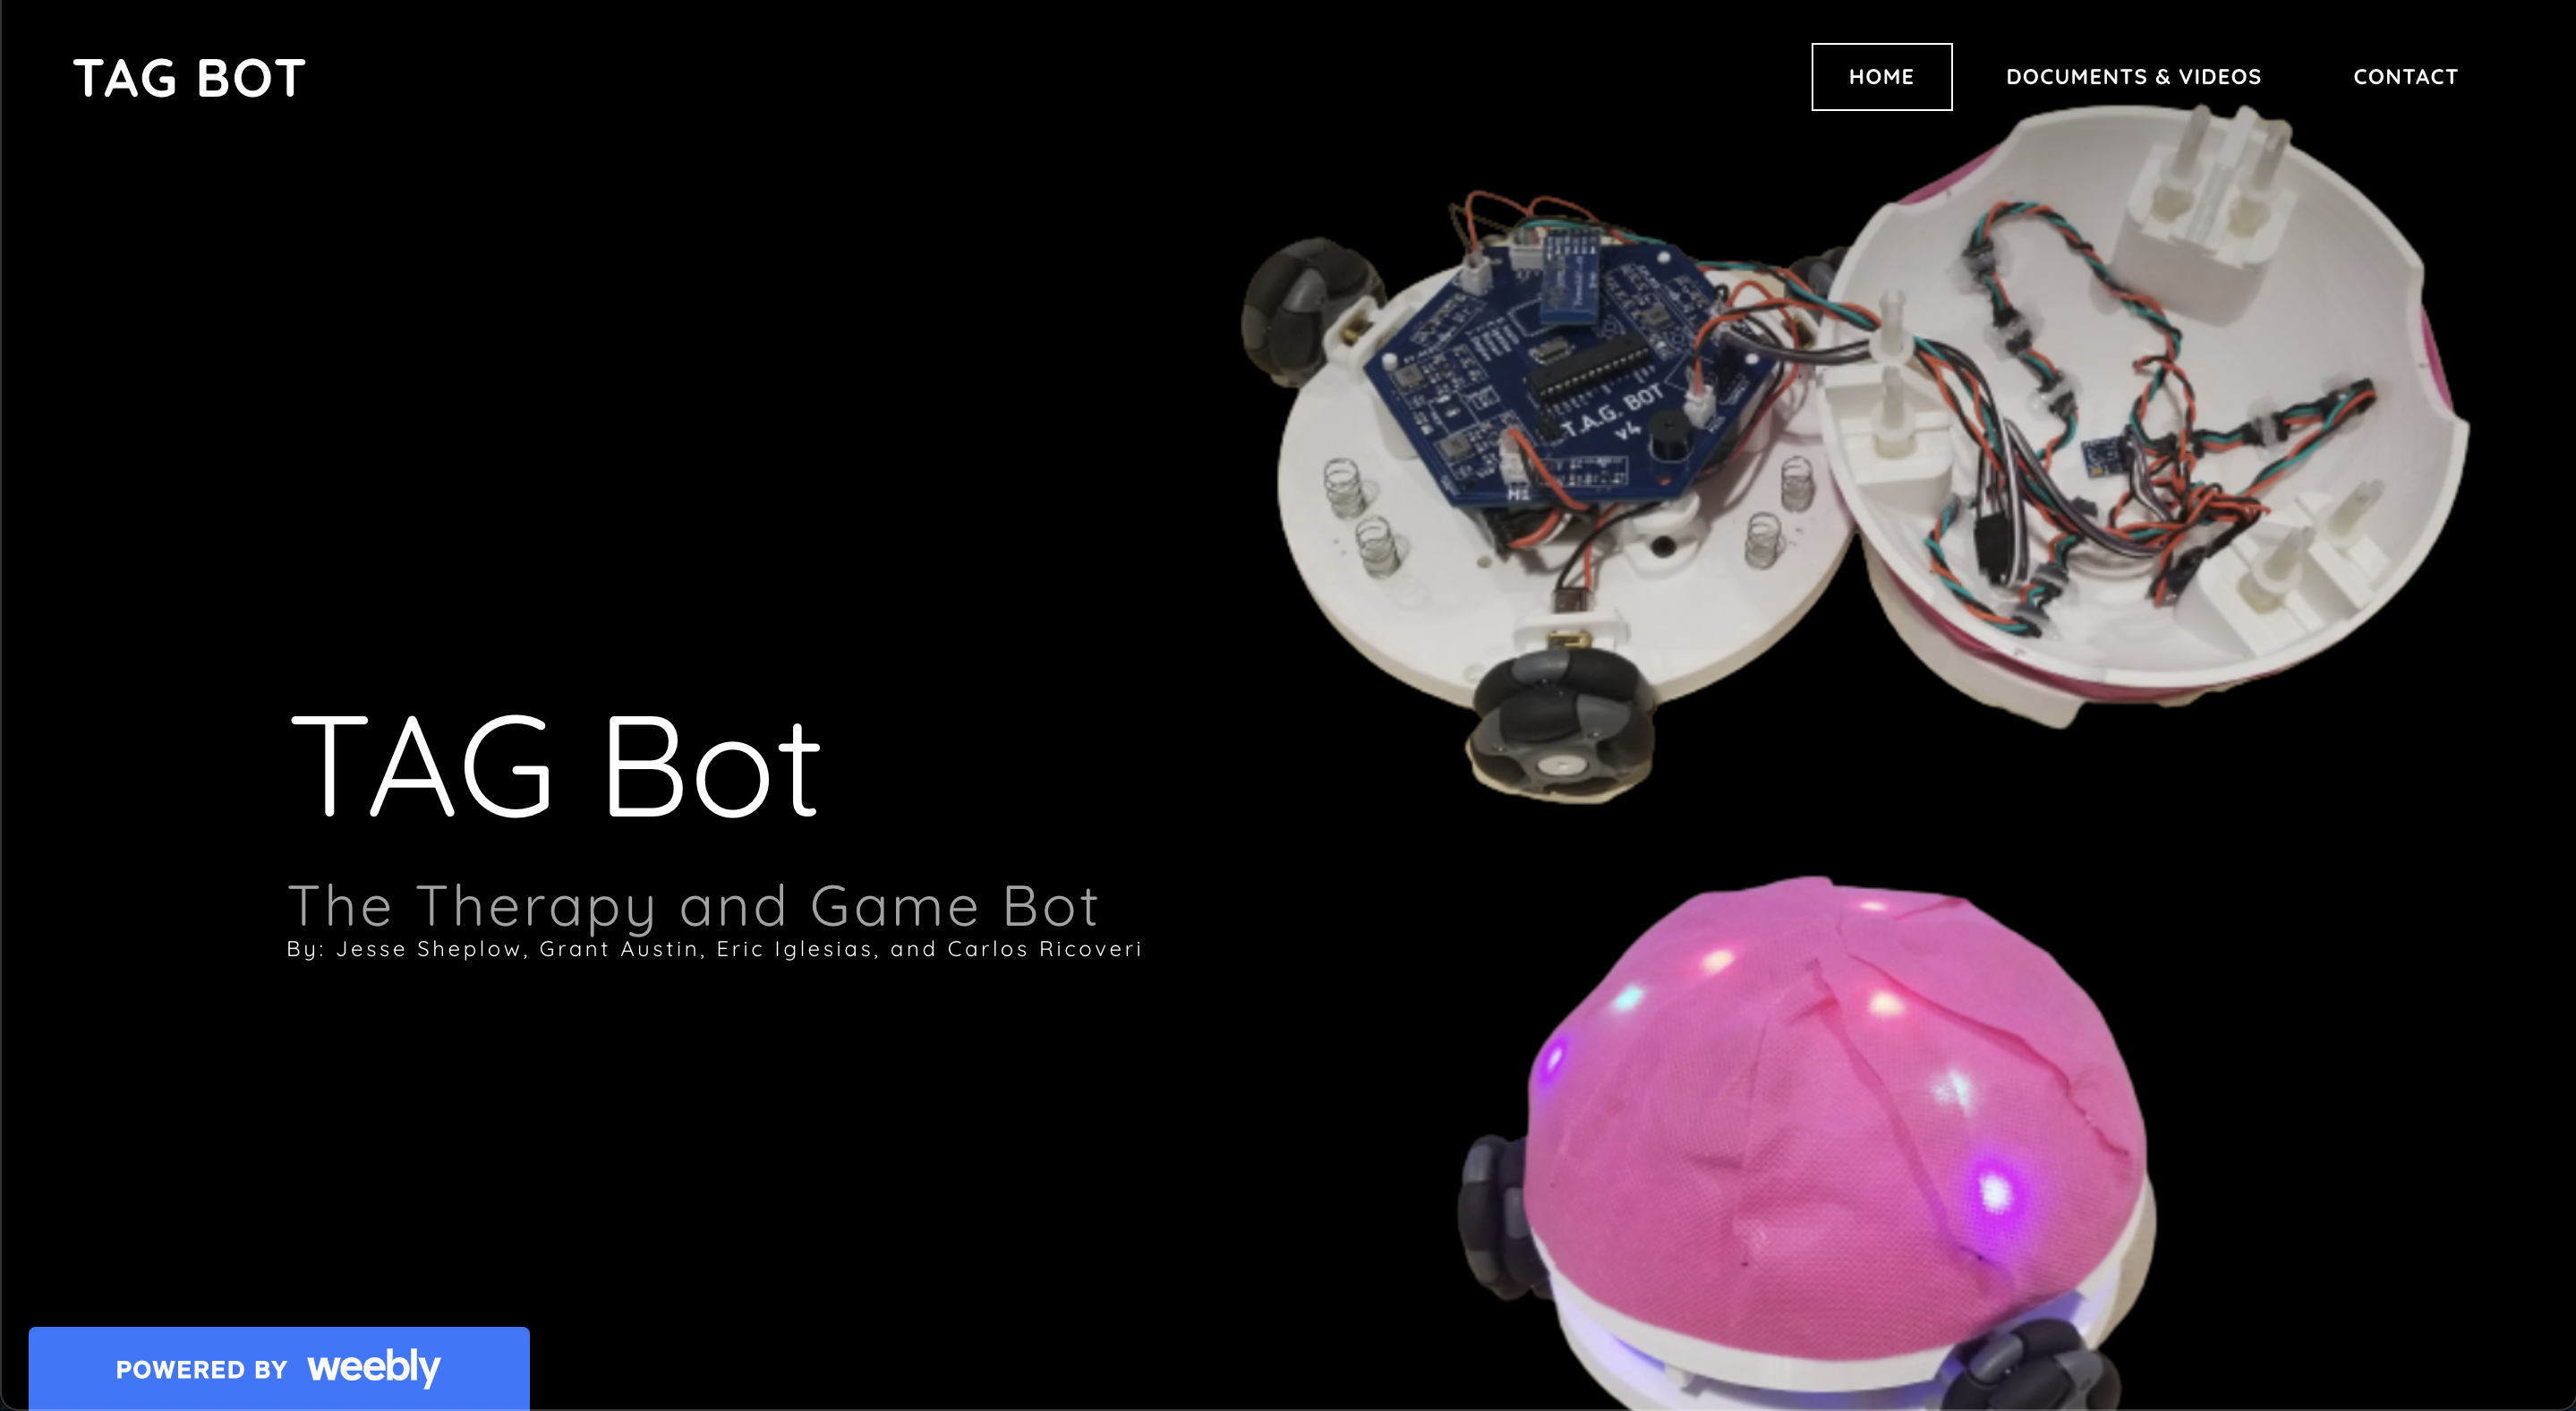 TAG BOT
HOME
DOCUMENTS & VIDEOS
CONTACT
T.A.G. BOT
v4
M1
TAG Bot
The Therapy and Game Bot
By: Jesse Sheplow, Grant Austin, Eric Iglesias, and Carlos Ricoveri
POWERED BY weebly